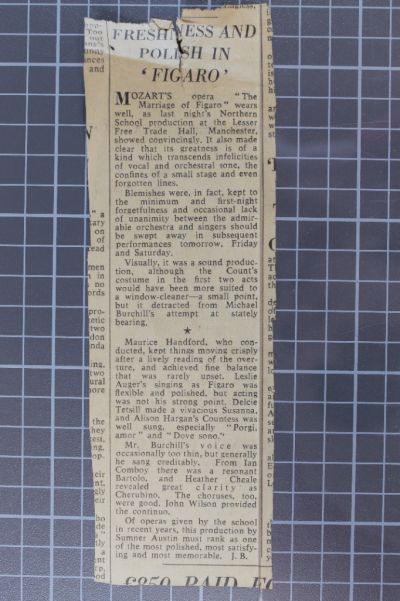 FRESHNESS AND
POLISH IN
‘FIGARO’
MOZART'S opera "The
Marriage of Figaro" wears
well, as last night's Northern
School production at the Lesser
Free Trade Hall, Manchester,
showed convincingly. It also made
clear that its greatness is of a
kind which transcends infelicities
of vocal and orchestral tone, the
confines of a small stage and even
forgotten lines.
Blemishes were, in fact, kept to
the minimum and first-night
forgetfulness and occasional lack
of unanimity between the admir-
able orchestra and singers should
be swept away in subsequent
performances tomorrow, Friday
and Saturday.
Visually, it was a sound produc-
tion, although the Count's
costume in the first two acts
would have been more suited to
a window-cleaner—a small point,
but it detracted from Michael
Burchill's attempt at stately
bearing.
★
Maurice Handford, who con-
ducted, kept things moving crisply
after a lively reading of the over-
ture, and achieved fine balance
that was rarely upset. Leslie
Auger's singing as Figaro was
flexible and polished, but acting
was not his strong point. Delcie
Tetsill made a vivacious Susanna,
and Alison Hargan's Countess was
well sung, especially "Porgi,
amor" and "Dove sono."
Mr. Burchill's voice was
occasionally too thin, but generally
he sang creditably. From Ian
Comboy there was a resonant
Bartolo, and Heather Cheale
revealed great clarity as
Cherubino. The choruses, too,
were good. John Wilson provided
the continuo.
Of operas given by the school
in recent years, this production by
Sumner Austin must rank as one
of the most polished, most satisfy-
ing and most memorable. J. B.
£850 PAID